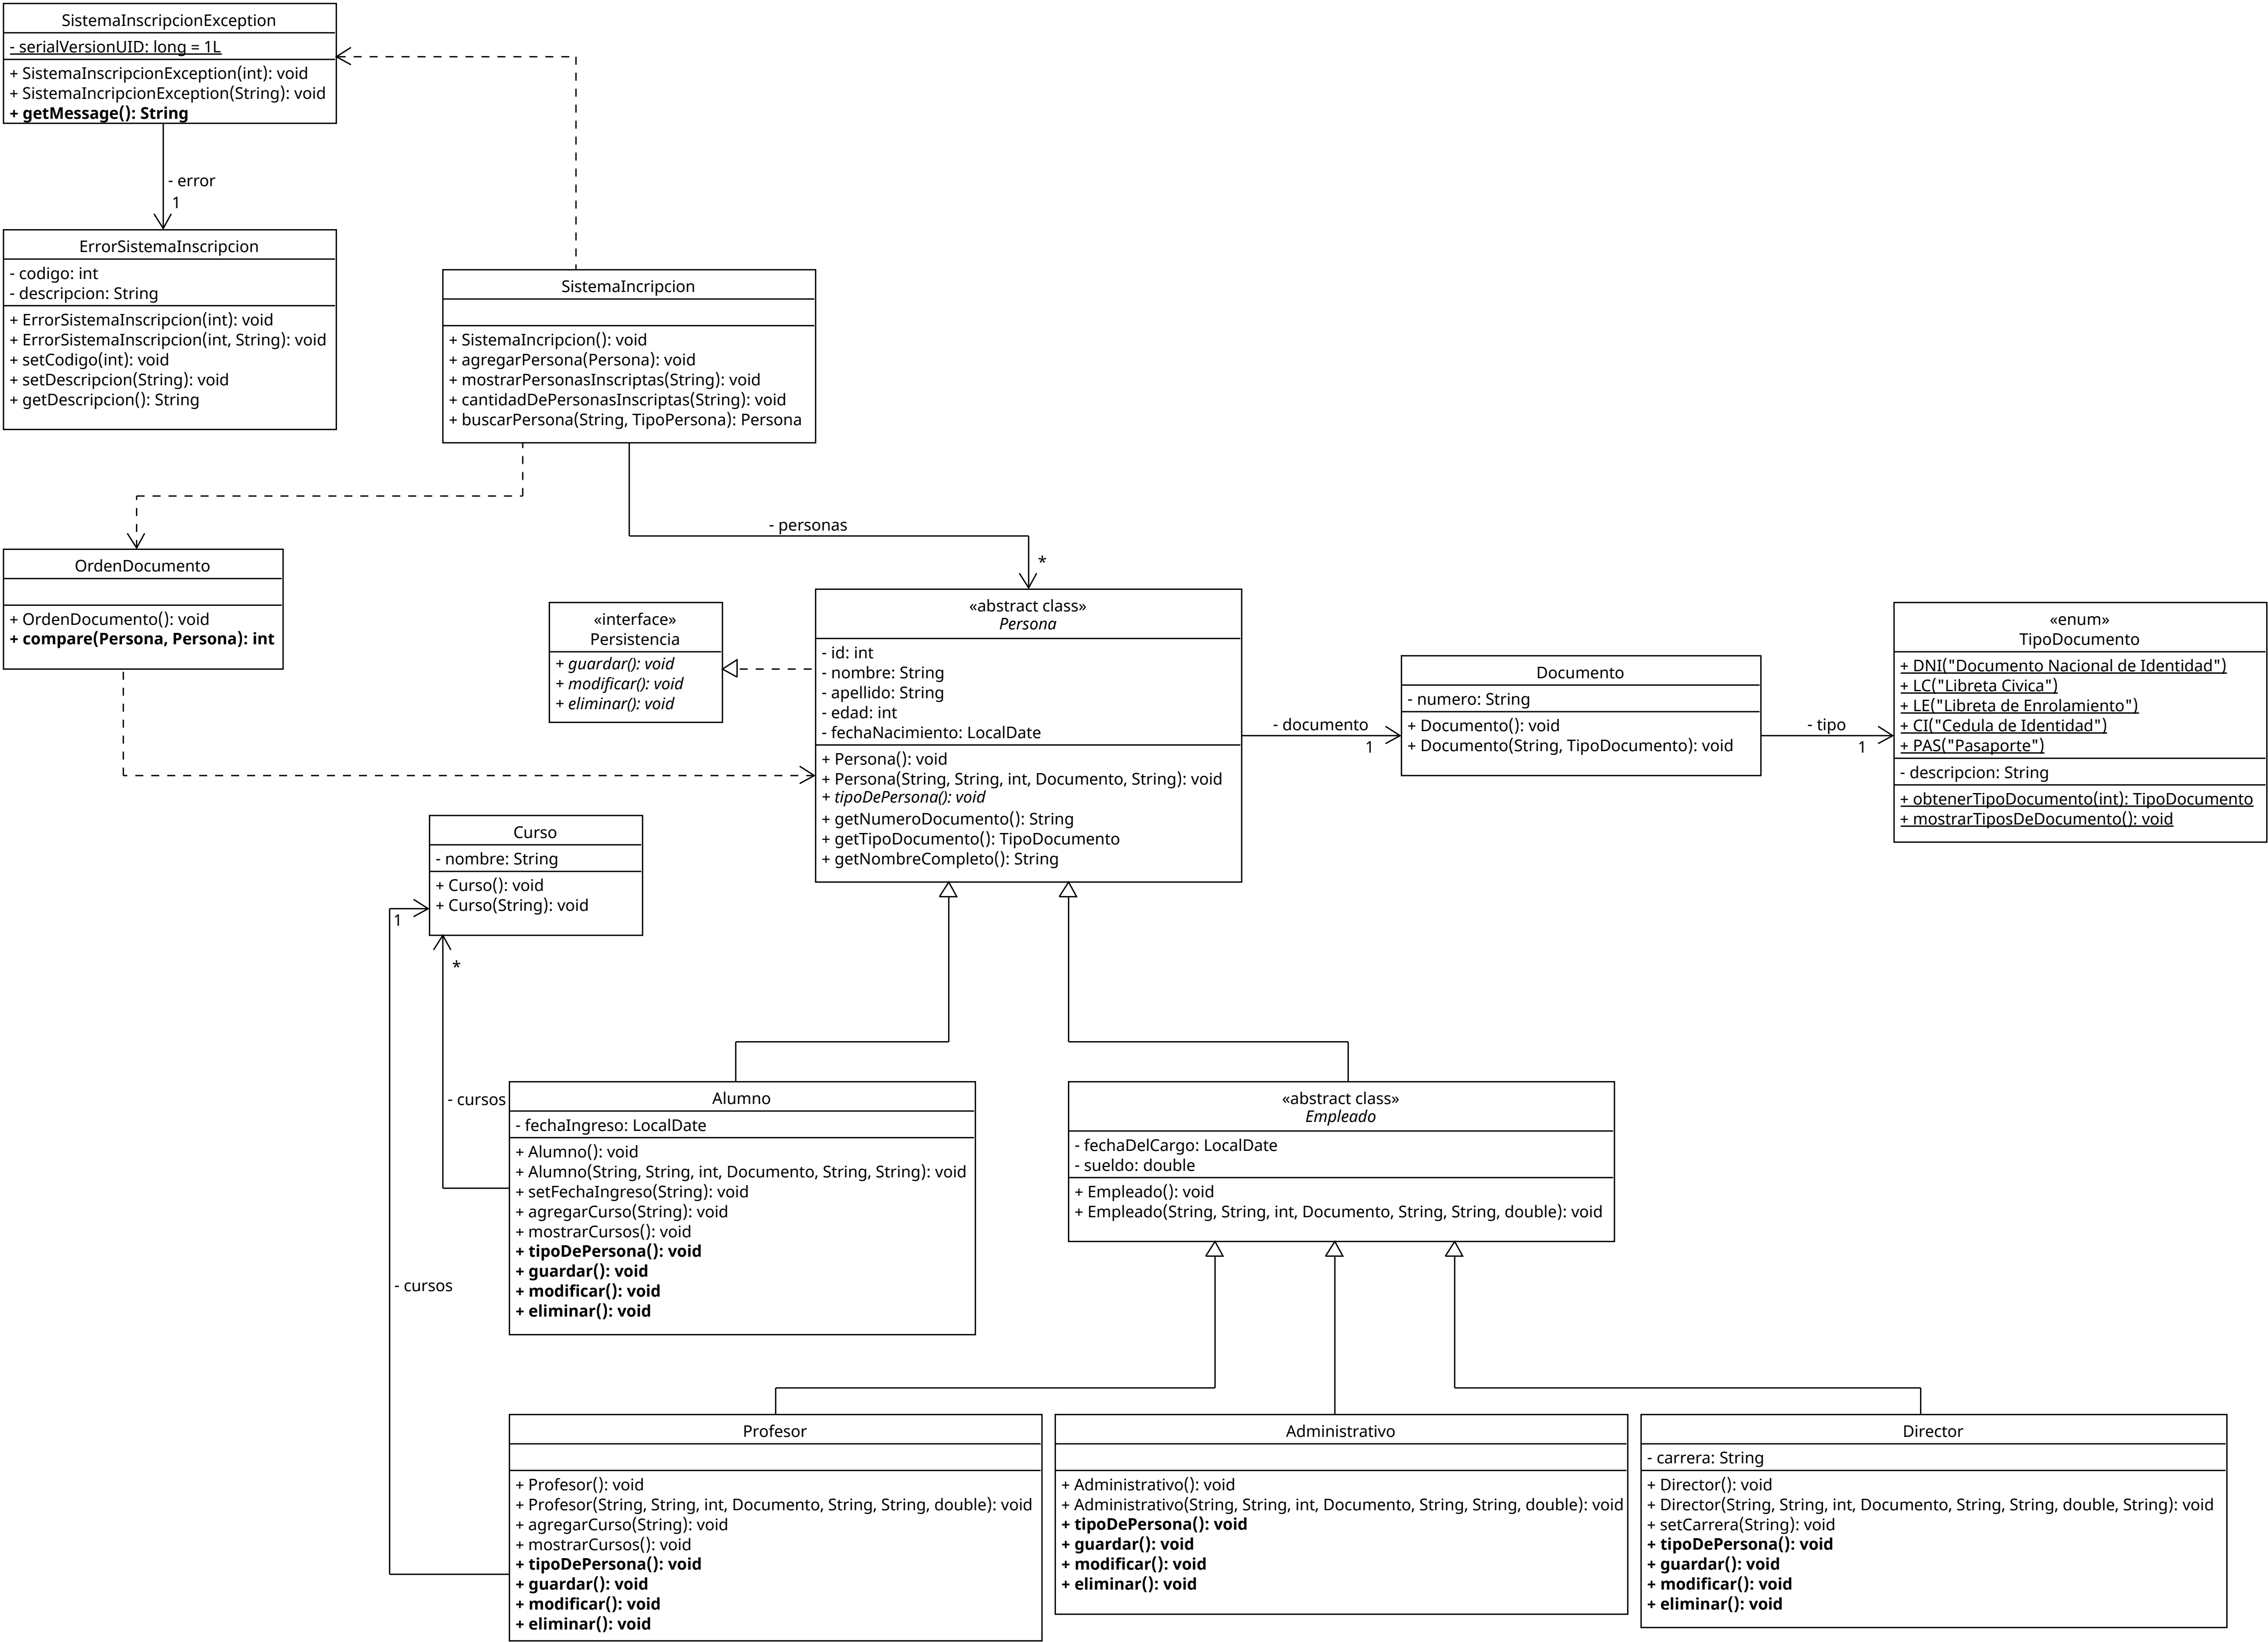 SistemaInscripcionException
- serialVersionUID: long = 1L
+ SistemaInscripcionException(int): void
+ SistemaIncripcionException(String): void
+ getMessage(): String
- error
1
ErrorSistemaInscripcion
- codigo: int
- descripcion: String
+ ErrorSistemaInscripcion(int): void
+ ErrorSistemaInscripcion(int, String): void
+ setCodigo(int): void
+ setDescripcion(String): void
+ getDescripcion(): String
SistemaIncripcion
+ SistemaIncripcion(): void
+ agregarPersona(Persona): void
+ mostrarPersonasInscriptas(String): void
+ cantidadDePersonasInscriptas(String): void
+ buscarPersona(String, TipoPersona): Persona
- personas
*
OrdenDocumento
+ OrdenDocumento(): void
+ compare(Persona, Persona): int
«interface»
Persistencia
+ guardar(): void
+ modificar(): void
+ eliminar(): void
«abstract class»
Persona
- id: int
- nombre: String
- apellido: String
- edad: int
- fechaNacimiento: LocalDate
+ Persona(): void
+ Persona(String, String, int, Documento, String): void
+ tipoDePersona(): void
+ getNumeroDocumento(): String
+ getTipoDocumento(): TipoDocumento
+ getNombreCompleto(): String
- documento
1
Documento
- numero: String
+ Documento(): void
+ Documento(String, TipoDocumento): void
- tipo
1
«enum»
TipoDocumento
+ DNI("Documento Nacional de Identidad")
+ LC("Libreta Civica")
+ LE("Libreta de Enrolamiento")
+ CI("Cedula de Identidad")
+ PAS("Pasaporte")
- descripcion: String
+ obtenerTipoDocumento(int): TipoDocumento
+ mostrarTiposDeDocumento(): void
Curso
- nombre: String
+ Curso(): void
+ Curso(String): void
1
*
- cursos
- cursos
Alumno
- fechaIngreso: LocalDate
+ Alumno(): void
+ Alumno(String, String, int, Documento, String, String): void
+ setFechaIngreso(String): void
+ agregarCurso(String): void
+ mostrarCursos(): void
+ tipoDePersona(): void
+ guardar(): void
+ modificar(): void
+ eliminar(): void
«abstract class»
Empleado
- fechaDelCargo: LocalDate
- sueldo: double
+ Empleado(): void
+ Empleado(String, String, int, Documento, String, String, double): void
Profesor
+ Profesor(): void
+ Profesor(String, String, int, Documento, String, String, double): void
+ agregarCurso(String): void
+ mostrarCursos(): void
+ tipoDePersona(): void
+ guardar(): void
+ modificar(): void
+ eliminar(): void
Administrativo
+ Administrativo(): void
+ Administrativo(String, String, int, Documento, String, String, double): void
+ tipoDePersona(): void
+ guardar(): void
+ modificar(): void
+ eliminar(): void
Director
- carrera: String
+ Director(): void
+ Director(String, String, int, Documento, String, String, double, String): void
+ setCarrera(String): void
+ tipoDePersona(): void
+ guardar(): void
+ modificar(): void
+ eliminar(): void